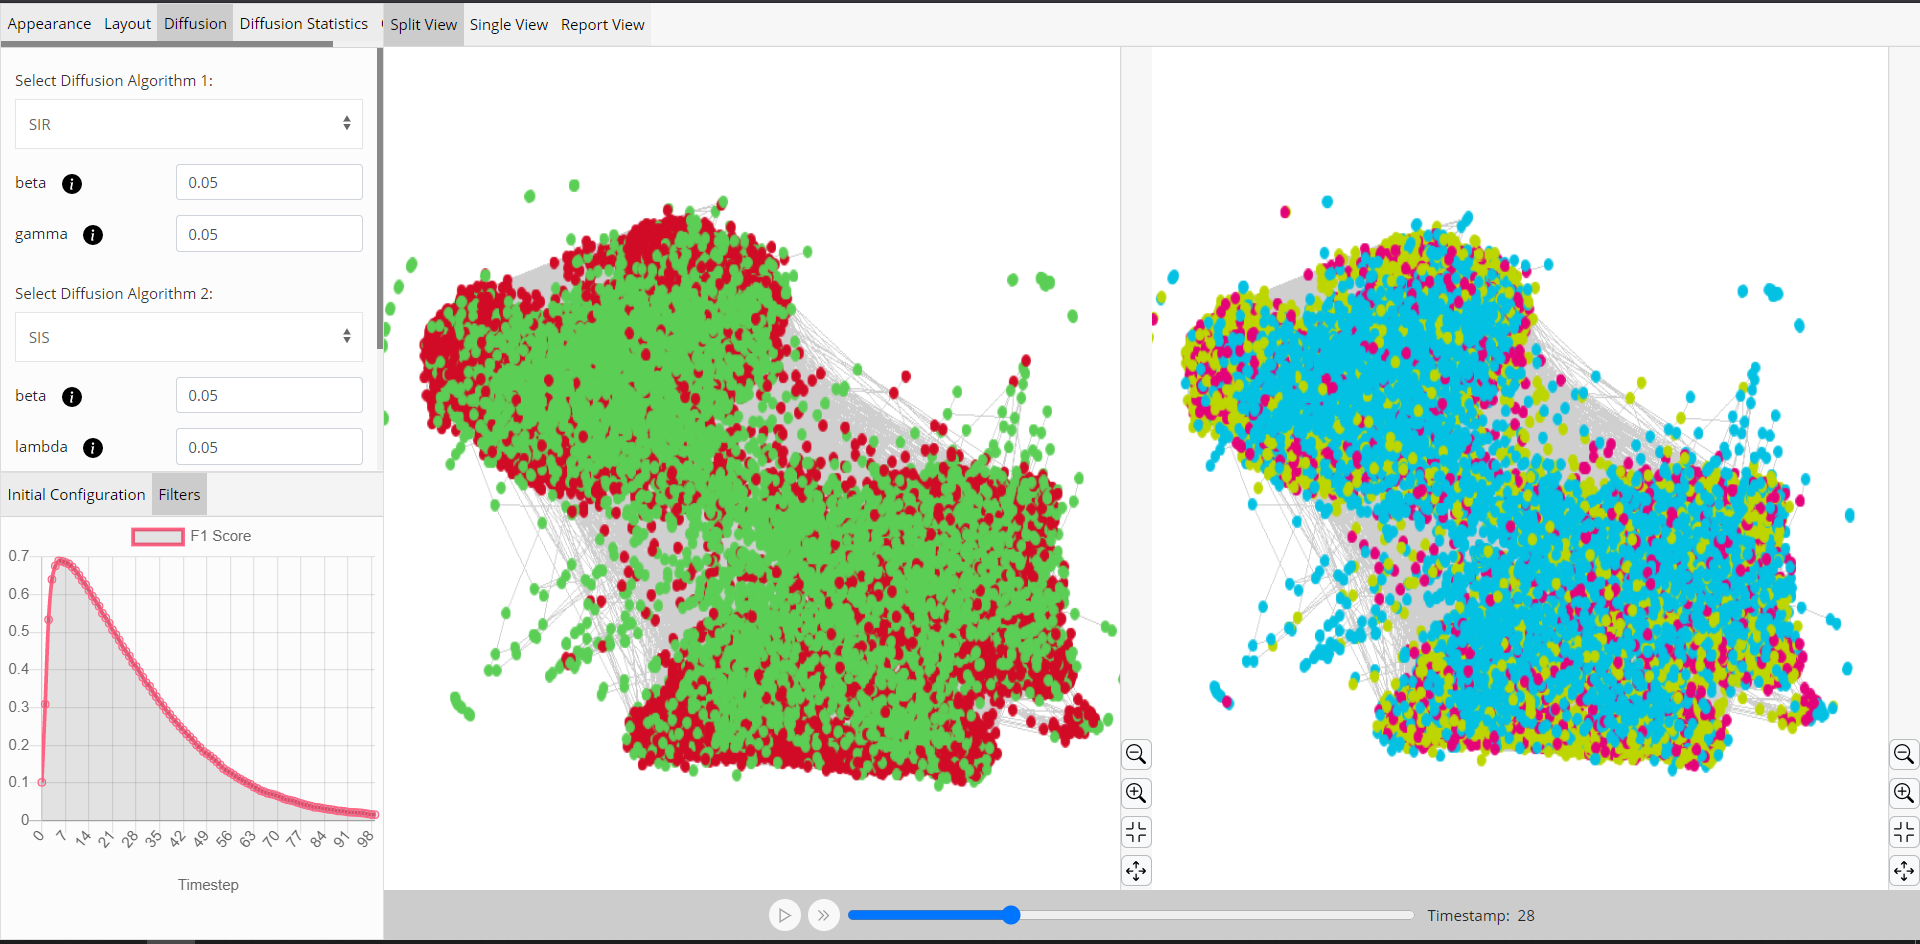 Appearance Layout Diffusion Diffusion Statistics
Split View Single View Report View
Select Diffusion Algorithm 1:
SIR
beta i 0.05
gamma i 0.05
Select Diffusion Algorithm 2:
SIS
beta i 0.05
lambda i 0.05
Initial Configuration Filters
F1 Score
0.7
0.6
0.5
0.4
0.3
0.2
0.1
0
0 7 14 21 28 35 42 49 56 63 70 77 84 91 98
Timestep
Timestamp: 28